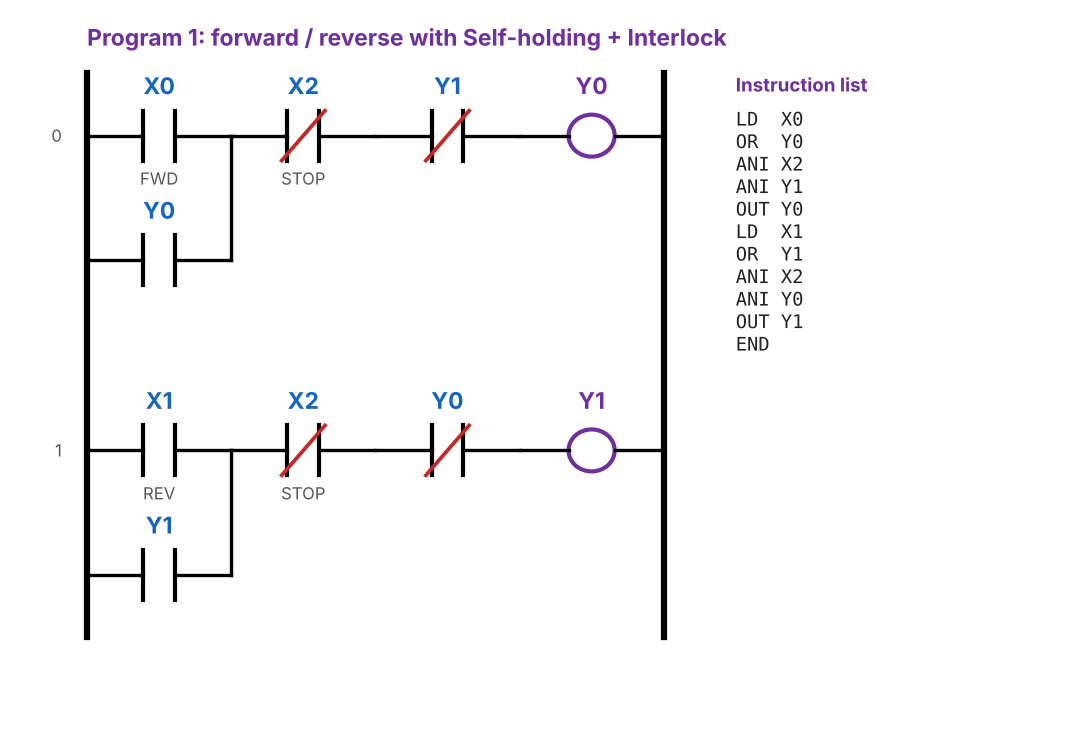 Program 1: forward / reverse with Self-holding + Interlock
X0 X2 Y1 Y0
0
FWD STOP
Y0
X1 X2 Y0 Y1
1
REV STOP
Y1
Instruction list
LD X0
OR Y0
ANI X2
ANI Y1
OUT Y0
LD X1
OR Y1
ANI X2
ANI Y0
OUT Y1
END